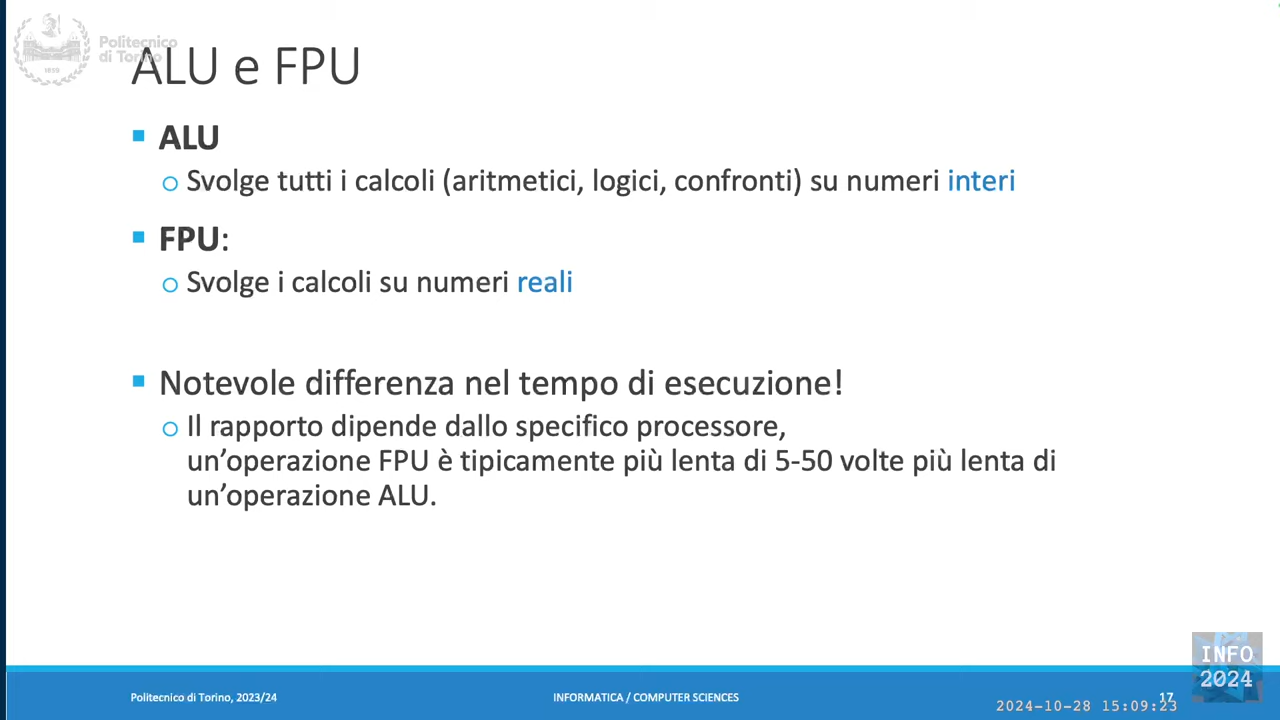 Politecnico
di Torino
ALU e FPU
ALU
Svolge tutti i calcoli (aritmetici, logici, confronti) su numeri interi
FPU:
Svolge i calcoli su numeri reali
Notevole differenza nel tempo di esecuzione!
Il rapporto dipende dallo specifico processore,
un’operazione FPU è tipicamente più lenta di 5-50 volte più lenta di
un’operazione ALU.
INFO
2024
Politecnico di Torino, 2023/24
INFORMATICA / COMPUTER SCIENCES
17
2024-10-28 15:09:23